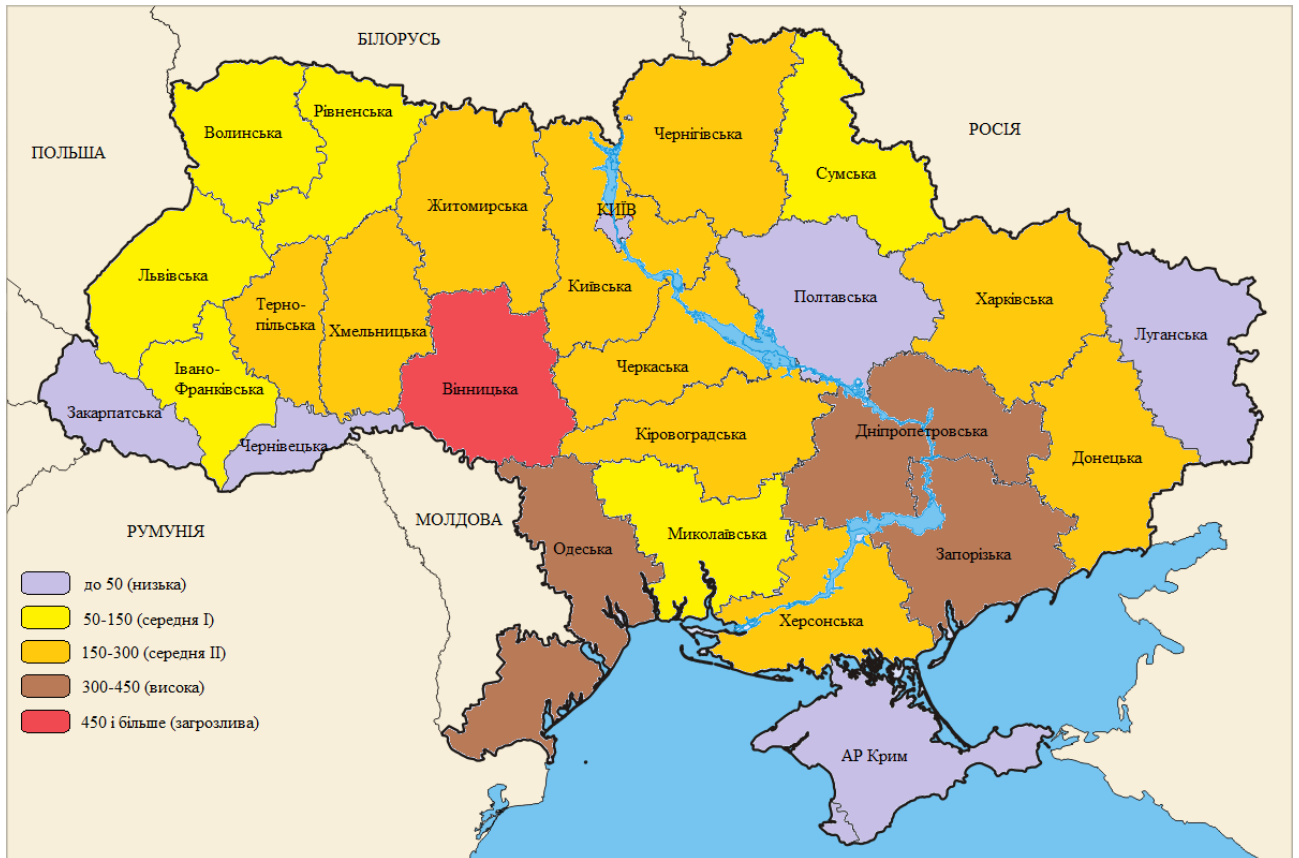 БІЛОРУСЬ
РОСІЯ
ПОЛЬША
РУМУНІЯ
МОЛДОВА
Волинська
Рівненська
Житомирська
Чернігівська
Сумська
КИЇВ
Київська
Львівська
Терно-
пільська
Хмельницька
Вінницька
Івано-
Франківська
Закарпатська
Чернівецька
Черкаська
Полтавська
Харківська
Луганська
Кіровоградська
Дніпропетровська
Донецька
Одеська
Миколаївська
Запорізька
Херсонська
АР Крим
до 50 (низька)
50-150 (середня І)
150-300 (середня ІІ)
300-450 (висока)
450 і більше (загрозлива)